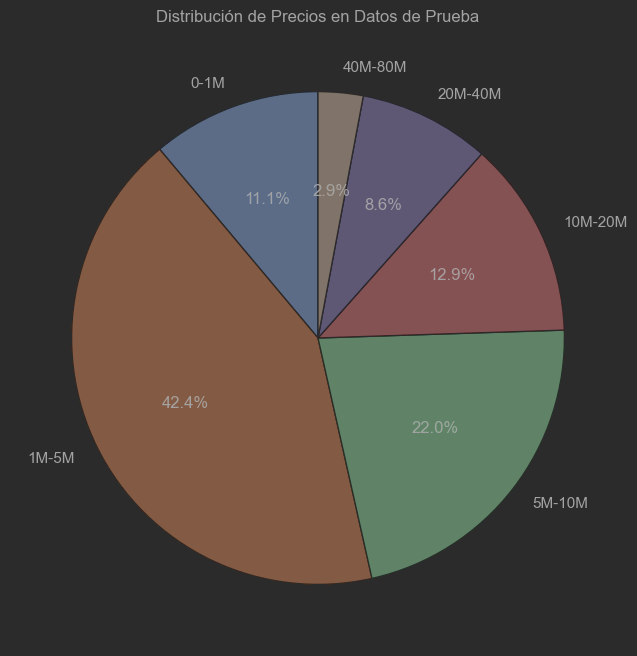 Distribución de Precios en Datos de Prueba
40M-80M
0-1M
20M-40M
2.9%
11.1%
8.6%
10M-20M
12.9%
42.4%
22.0%
1M-5M
5M-10M